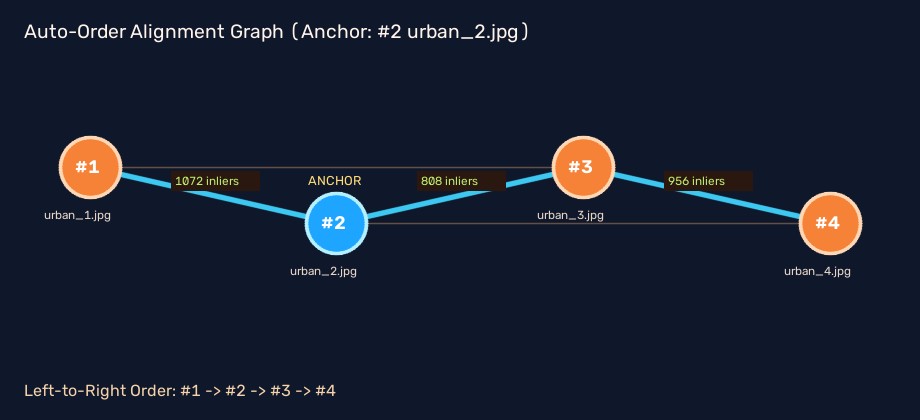 Auto-Order Alignment Graph (Anchor: #2 urban_2.jpg)
#1
#3
1072 inliers
ANCHOR
808 inliers
956 inliers
urban_1.jpg
#2
urban_3.jpg
#4
urban_2.jpg
urban_4.jpg
Left-to-Right Order: #1 -> #2 -> #3 -> #4